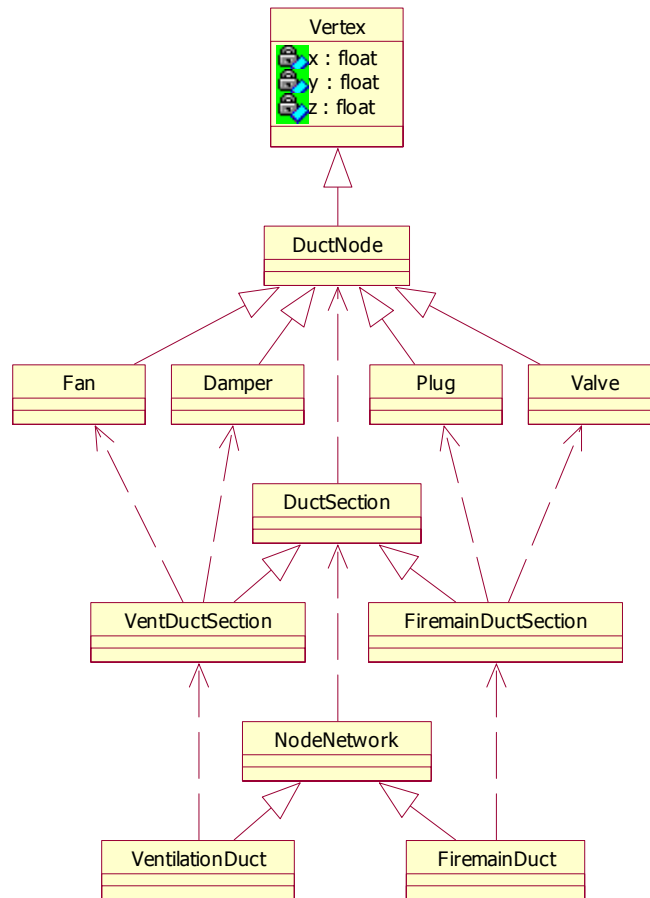 Vertex
x : float
y : float
z : float
DuctNode
Fan
Damper
Plug
Valve
DuctSection
VentDuctSection
FiremainDuctSection
NodeNetwork
VentilationDuct
FiremainDuct